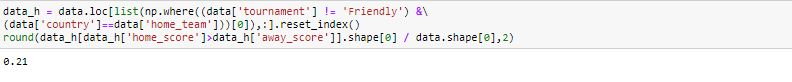 data_h = data.loc[list(np.where((data['tournament'] != 'Friendly') &\
(data['country']==data['home_team']))[0]),:].reset_index()
round(data_h[data_h['home_score']>data_h['away_score']].shape[0] / data.shape[0],2)
0.21